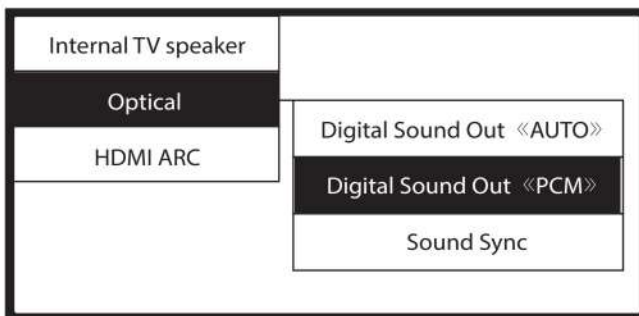 Internal TV speaker
Optical
HDMI ARC
Digital Sound Out 《AUTO》
Digital Sound Out 《PCM》
Sound Sync